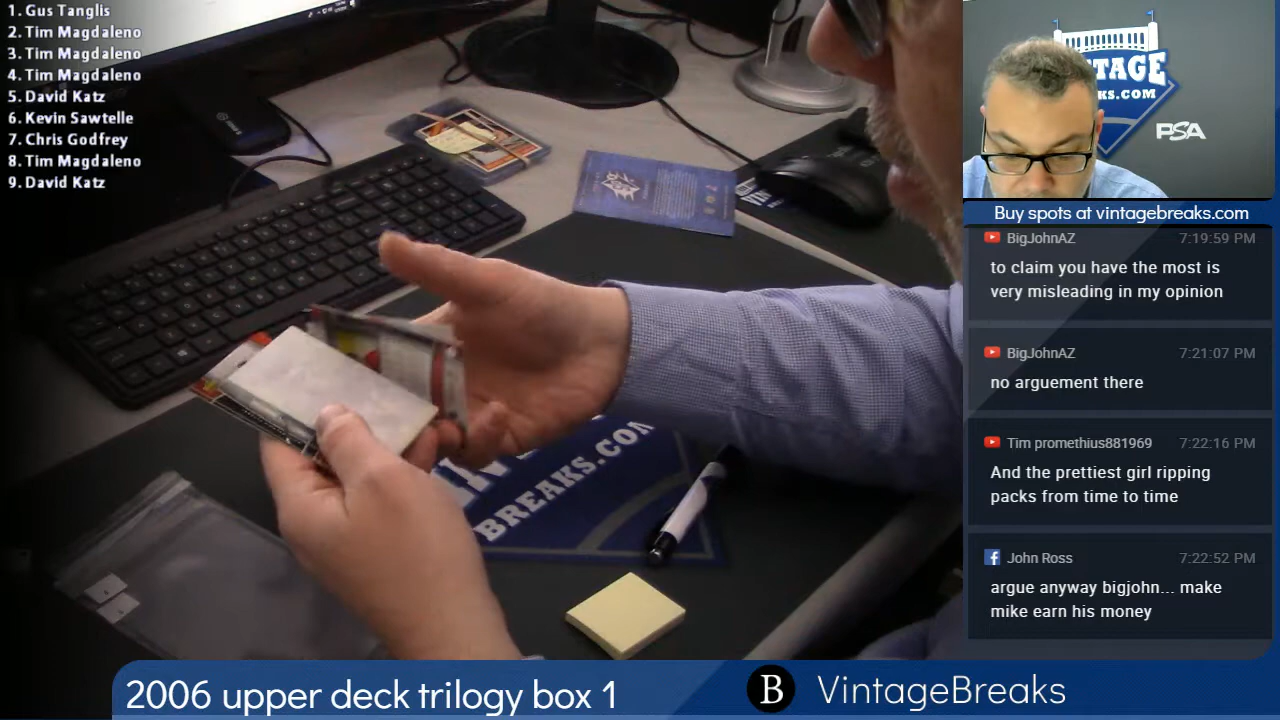 1. Gus Tanglis
2. Tim Magdaleno
3. Tim Magdaleno
4. Tim Magdaleno
5. David Katz
6. Kevin Sawtelle
7. Chris Godfrey
8. Tim Magdaleno
9. David Katz
BREAKS.COM
TAGE
KS.COM
PSA
Buy spots at vintagebreaks.com
BigJohnAZ 7:19:59 PM
to claim you have the most is
very misleading in my opinion
BigJohnAZ 7:21:07 PM
no arguement there
Tim promethius881969 7:22:16 PM
And the prettiest girl ripping
packs from time to time
John Ross 7:22:52 PM
argue anyway bigjohn... make
mike earn his money
2006 upper deck trilogy box 1
B VintageBreaks